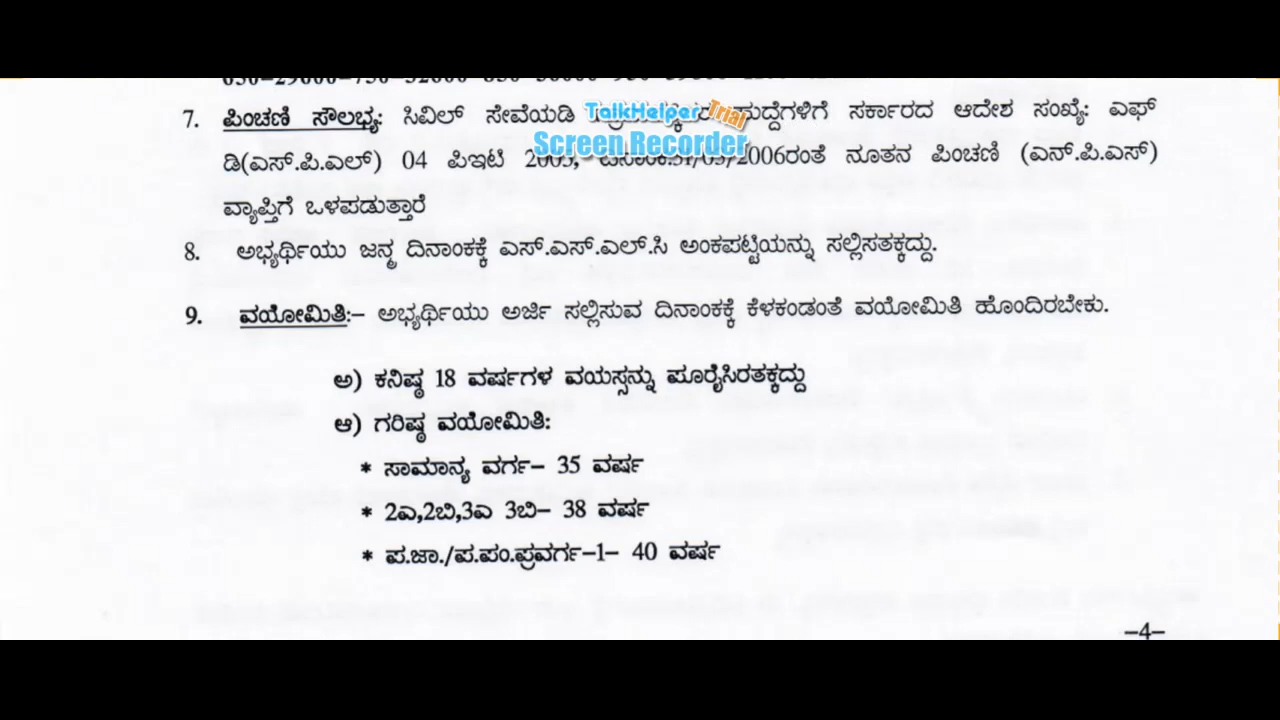 7. ಪಿಂಚಣಿ ಸೌಲಭ್ಯ: ಸಿವಿಲ್ ಸೇವೆಯಡಿ ಹುದ್ದೆಗಳಿಗೆ ಸರ್ಕಾರದ ಆದೇಶ ಸಂಖ್ಯೆ: ಎಫ್
TalkHelper Trial
Screen Recorder
ಡಿ(ಎಸ್.ಪಿ.ಎಲ್) 04 ಪಿಇಟಿ 2005, ನೂತನ ಪಿಂಚಣಿ (ಎನ್.ಪಿ.ಎಸ್)
ವ್ಯಾಪ್ತಿಗೆ ಒಳಪಡುತ್ತಾರೆ
8. ಅಭ್ಯರ್ಥಿಯು ಜನ್ಮ ದಿನಾಂಕಕ್ಕೆ ಎಸ್.ಎಸ್.ಎಲ್.ಸಿ ಅಂಕಪಟ್ಟಿಯನ್ನು ಸಲ್ಲಿಸತಕ್ಕದ್ದು.
9. ವಯೋಮಿತಿ:– ಅಭ್ಯರ್ಥಿಯು ಅರ್ಜಿ ಸಲ್ಲಿಸುವ ದಿನಾಂಕಕ್ಕೆ ಕೆಳಕಂಡಂತೆ ವಯೋಮಿತಿ ಹೊಂದಿರಬೇಕು.
ಅ) ಕನಿಷ್ಠ 18 ವರ್ಷಗಳ ವಯಸ್ಸನ್ನು ಪೂರೈಸಿರತಕ್ಕದ್ದು
ಆ) ಗರಿಷ್ಠ ವಯೋಮಿತಿ:
* ಸಾಮಾನ್ಯ ವರ್ಗ– 35 ವರ್ಷ
* 2ಎ,2ಬಿ,3ಎ 3ಬಿ– 38 ವರ್ಷ
* ಪ.ಜಾ./ಪ.ಪಂ.ಪ್ರವರ್ಗ–1– 40 ವರ್ಷ
–4–